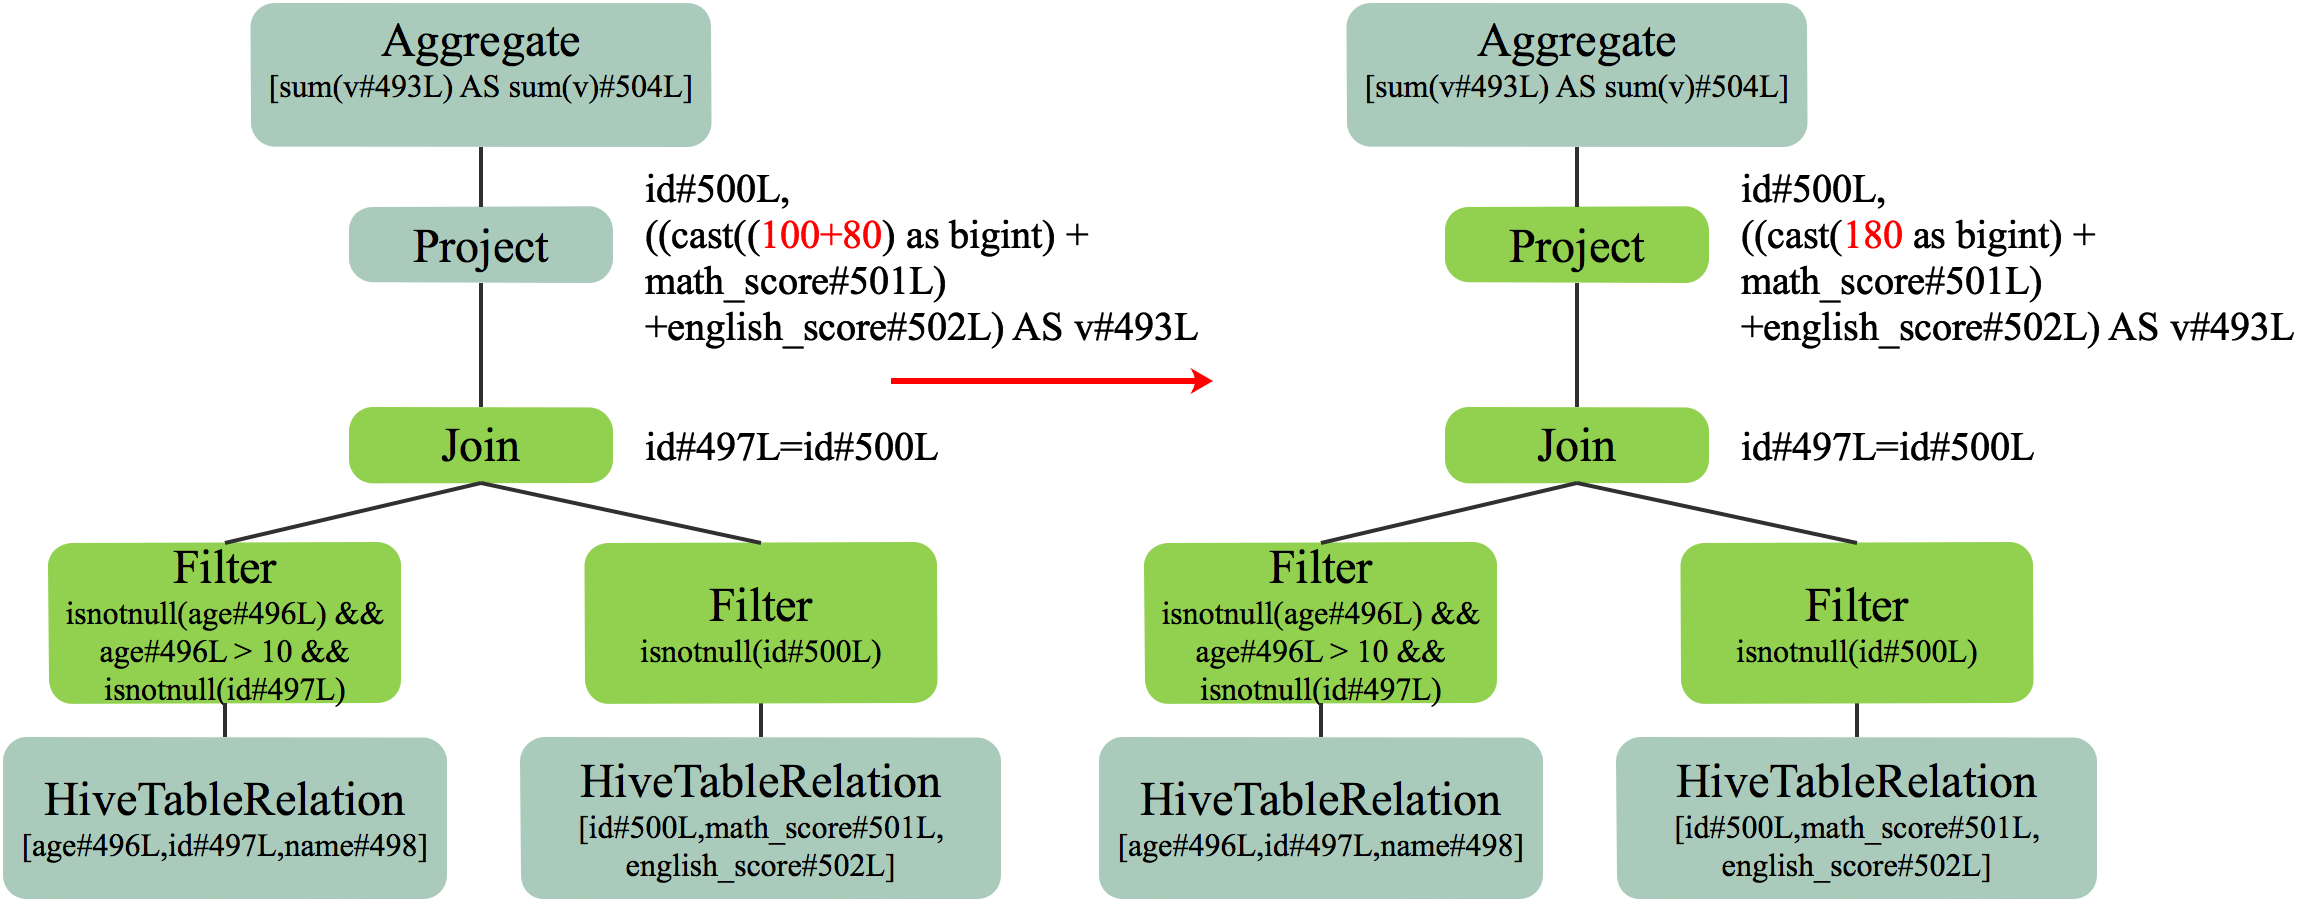 Aggregate
[sum(v#493L) AS sum(v)#504L]
Project
id#500L,
((cast((100+80) as bigint) +
math_score#501L)
+english_score#502L) AS v#493L
Join
id#497L=id#500L
Filter
isnotnull(age#496L) &&
age#496L > 10 &&
isnotnull(id#497L)
Filter
isnotnull(id#500L)
HiveTableRelation
[age#496L,id#497L,name#498]
HiveTableRelation
[id#500L,math_score#501L,
english_score#502L]
Aggregate
[sum(v#493L) AS sum(v)#504L]
Project
id#500L,
((cast(180 as bigint) +
math_score#501L)
+english_score#502L) AS v#493L
Join
id#497L=id#500L
Filter
isnotnull(age#496L) &&
age#496L > 10 &&
isnotnull(id#497L)
Filter
isnotnull(id#500L)
HiveTableRelation
[age#496L,id#497L,name#498]
HiveTableRelation
[id#500L,math_score#501L,
english_score#502L]